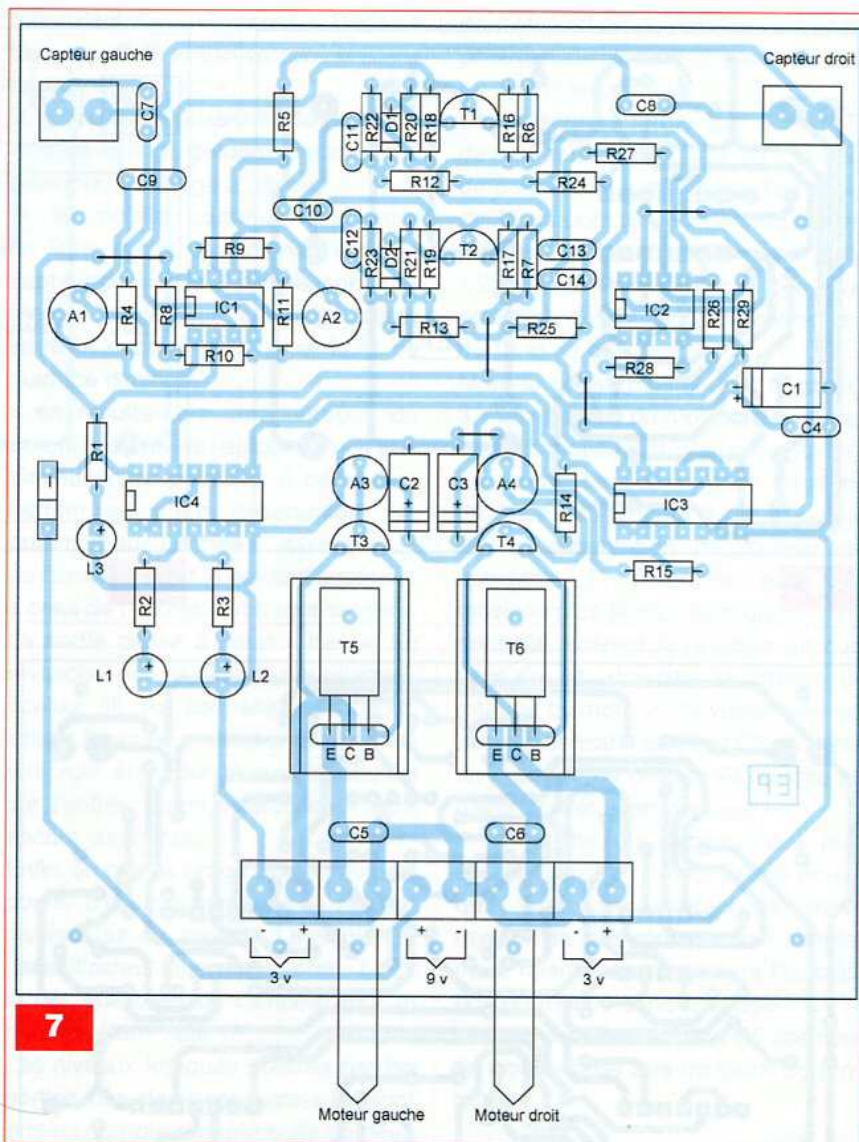 Capteur gauche
Capteur droit
C7
R5
R22
D1
R20
R18
T1
R16
R6
C8
C11
R27
C9
R12
R24
C10
C12
R23
D2
R21
R19
T2
R17
R7
C13
C14
R9
A1
R4
R8
IC1
R11
A2
R13
R25
IC2
R26
R29
R10
R28
C1
+
C4
R1
I
IC4
A3
C2
+
C3
+
A4
R14
IC3
L3
+
T3
T4
R15
R2
R3
T5
T6
L1
+
+
L2
E C B
E C B
93
C5
C6
- +
+ -
- +
3 v
9 v
3 v
7
Moteur gauche
Moteur droit